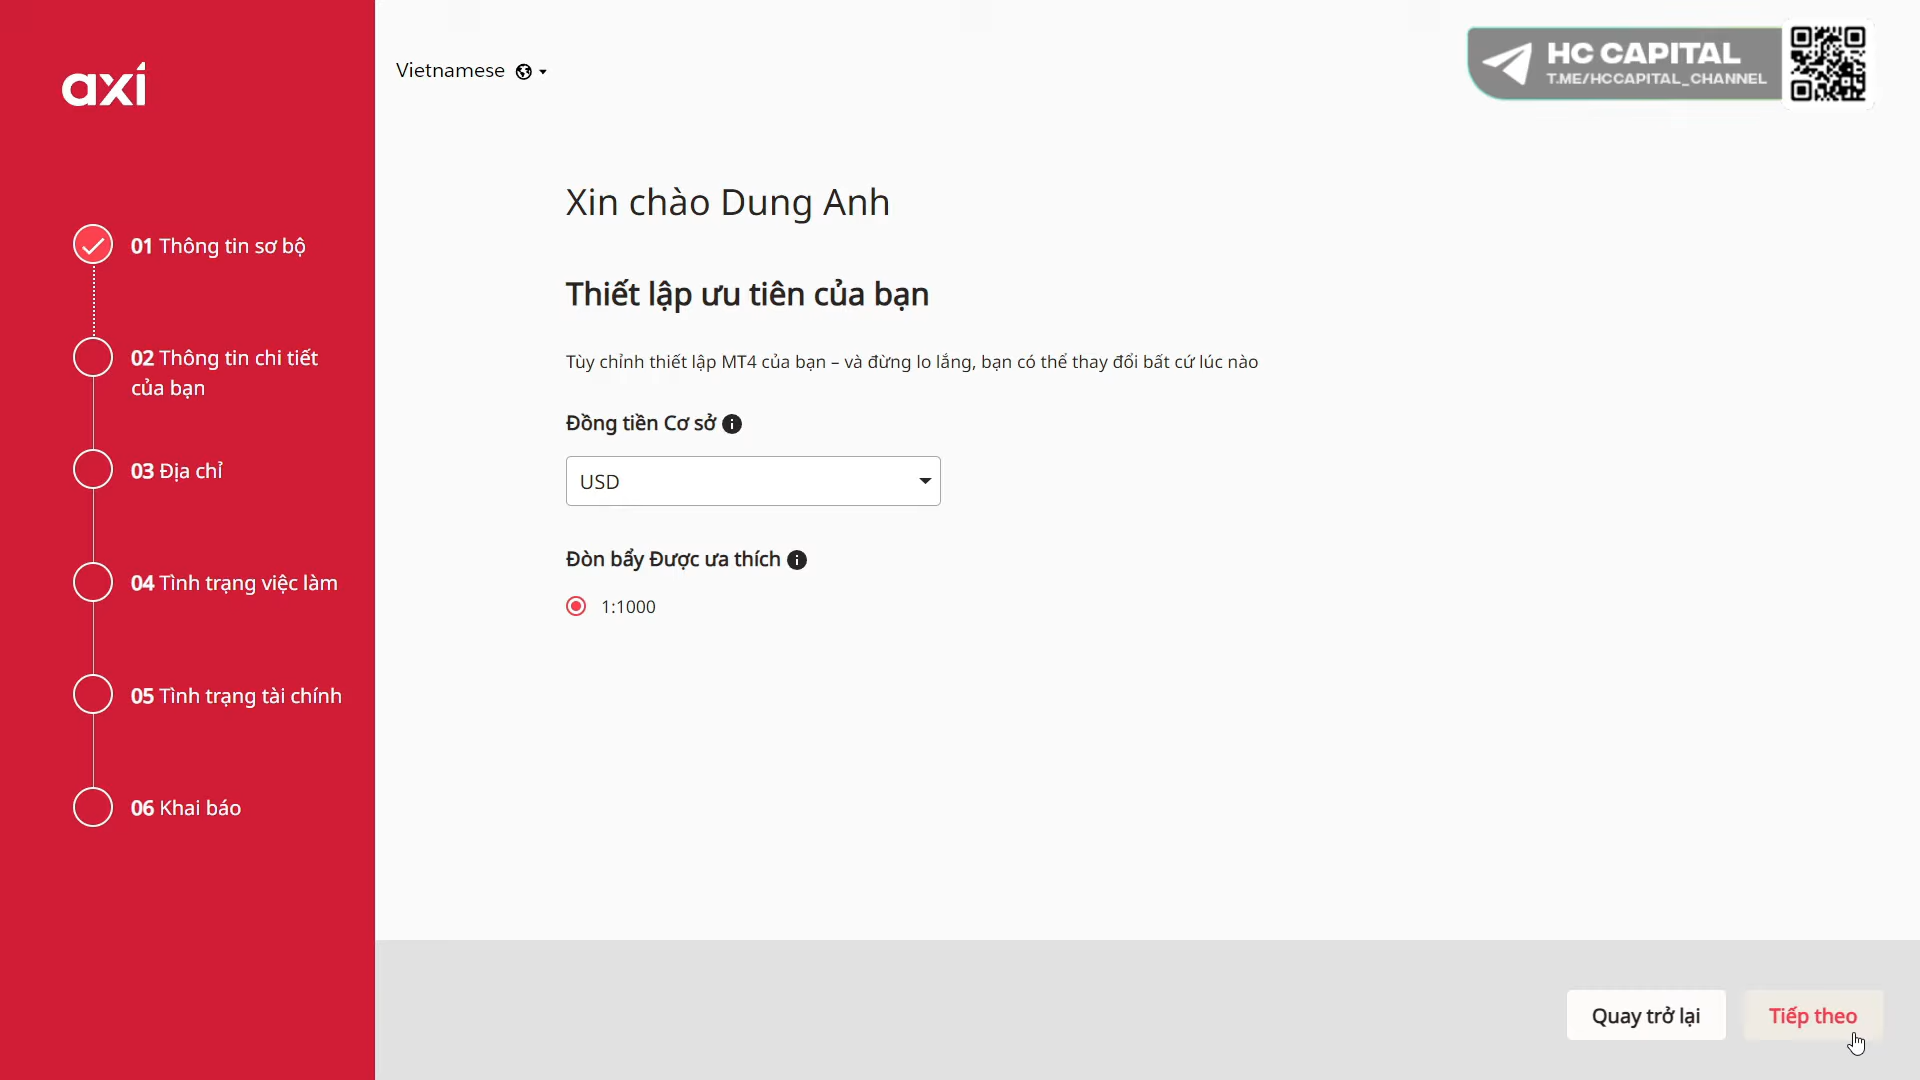 axi
Vietnamese
HC CAPITAL
T.ME/HCCAPITAL_CHANNEL
01 Thông tin sơ bộ
02 Thông tin chi tiết
của bạn
03 Địa chỉ
04 Tình trạng việc làm
05 Tình trạng tài chính
06 Khai báo
Xin chào Dung Anh
Thiết lập ưu tiên của bạn
Tùy chỉnh thiết lập MT4 của bạn – và đừng lo lắng, bạn có thể thay đổi bất cứ lúc nào
Đồng tiền Cơ sở
USD
Đòn bẩy Được ưa thích
1:1000
Quay trở lại
Tiếp theo